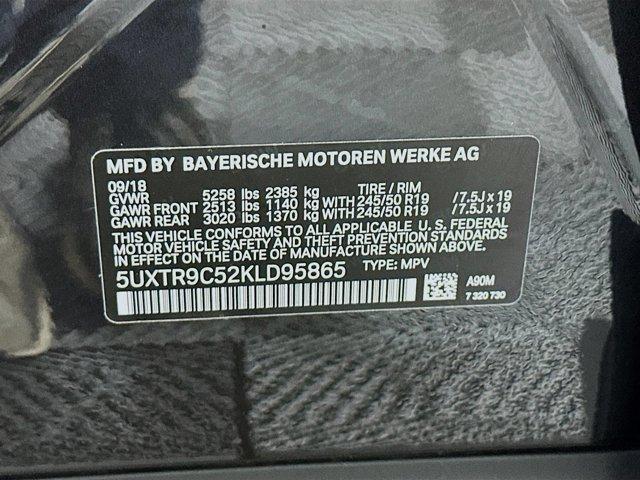 MFD BY BAYERISCHE MOTOREN WERKE AG
09/18 TIRE / RIM
GVWR 5258 lbs 2385 kg
GAWR FRONT 2513 lbs 1140 kg WITH 245/50 R19 /7.5J x 19
GAWR REAR 3020 lbs 1370 kg WITH 245/50 R19 /7.5J x 19
THIS VEHICLE CONFORMS TO ALL APPLICABLE U. S. FEDERAL
MOTOR VEHICLE SAFETY AND THEFT PREVENTION STANDARDS
IN EFFECT ON THE DATE OF MANUFACTURE SHOWN ABOVE.
5UXTR9C52KLD95865 TYPE: MPV
A90M
7 320 730